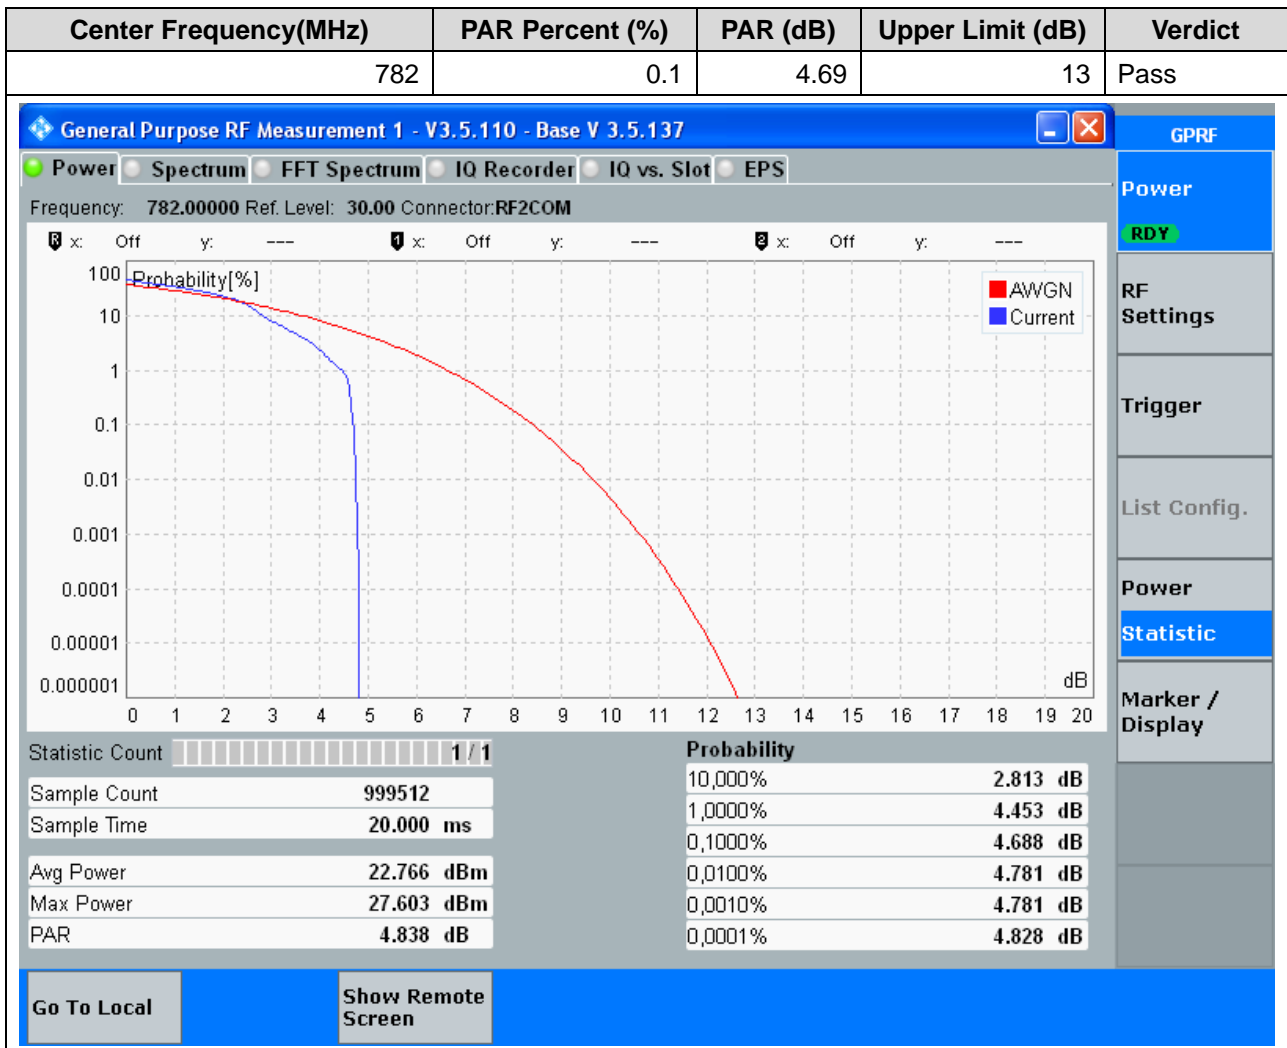 Center Frequency(MHz) PAR Percent (%) PAR (dB) Upper Limit (dB) Verdict
782 0.1 4.69 13 Pass
General Purpose RF Measurement 1 - V3.5.110 - Base V 3.5.137
GPRF
Power Spectrum FFT Spectrum IQ Recorder IQ vs. Slot EPS
Power
RDY
Frequency: 782.00000 Ref. Level: 30.00 Connector:RF2COM
R x: Off y: --- 1 x: Off y: --- 2 x: Off y: ---
Probability[%]
AWGN
Current
100
10
1
0.1
0.01
0.001
0.0001
0.00001
0.000001
dB
0 1 2 3 4 5 6 7 8 9 10 11 12 13 14 15 16 17 18 19 20
RF
Settings
Trigger
List Config.
Power
Statistic
Marker /
Display
Statistic Count 1 / 1
Sample Count 999512
Sample Time 20.000 ms
Avg Power 22.766 dBm
Max Power 27.603 dBm
PAR 4.838 dB
Probability
10,000% 2.813 dB
1,0000% 4.453 dB
0,1000% 4.688 dB
0,0100% 4.781 dB
0,0010% 4.781 dB
0,0001% 4.828 dB
Go To Local
Show Remote
Screen